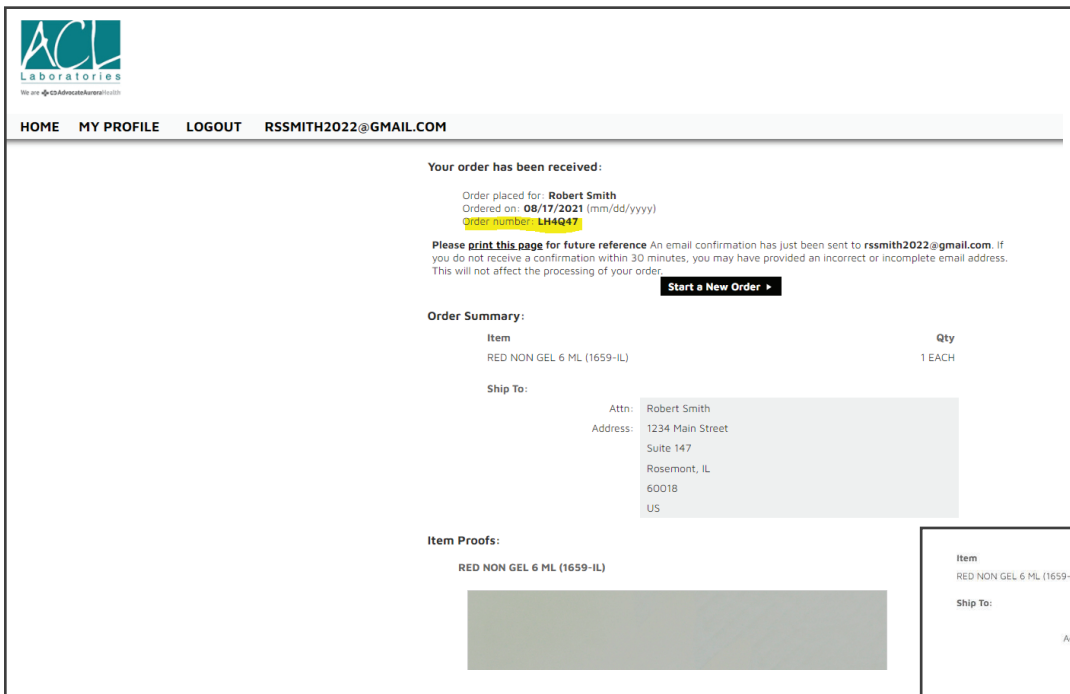 ACL
Laboratories
We are AdvocateAuroraHealth
HOME MY PROFILE LOGOUT RSSMITH2022@GMAIL.COM
Your order has been received:
Order placed for: Robert Smith
Ordered on: 08/17/2021 (mm/dd/yyyy)
Order number: LH4Q47
Please print this page for future reference An email confirmation has just been sent to rssmith2022@gmail.com. If
you do not receive a confirmation within 30 minutes, you may have provided an incorrect or incomplete email address.
This will not affect the processing of your order.
Start a New Order
Order Summary:
Item Qty
RED NON GEL 6 ML (1659-IL) 1 EACH
Ship To:
Attn: Robert Smith
Address: 1234 Main Street
Suite 147
Rosemont, IL
60018
US
Item Proofs:
RED NON GEL 6 ML (1659-IL)
Item
RED NON GEL 6 ML (1659-
Ship To:
A